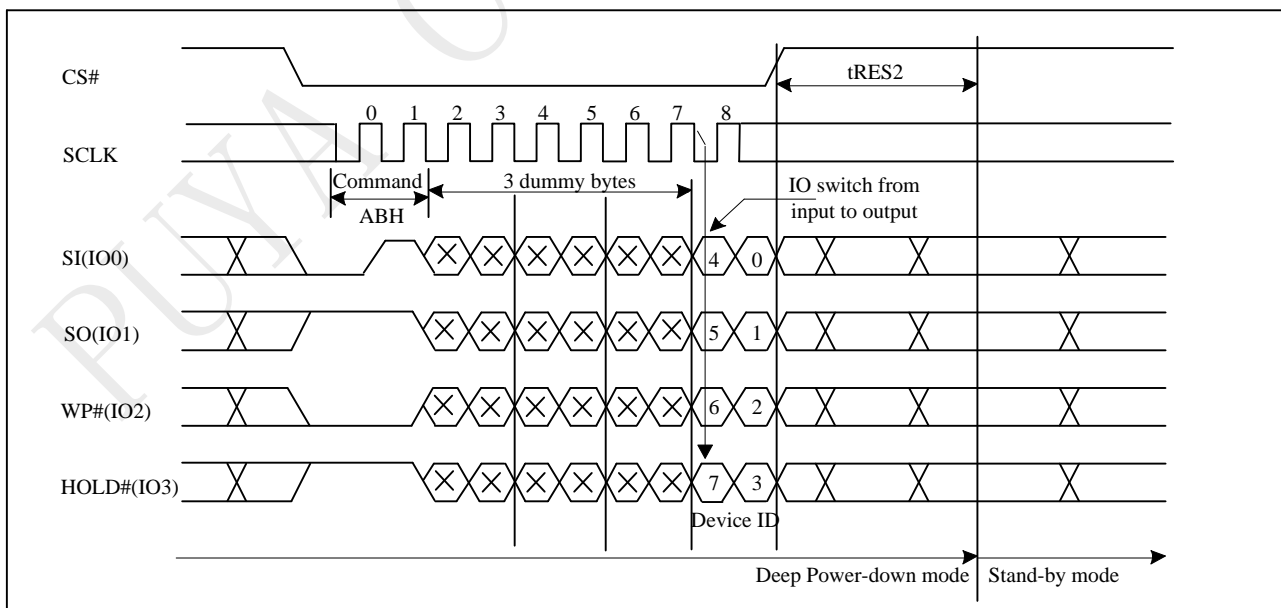 PUYA
CS#
tRES2
0 1 2 3 4 5 6 7 8
SCLK
Command
ABH
3 dummy bytes
IO switch from
input to output
SI(IO0)
4 0
SO(IO1)
5 1
WP#(IO2)
6 2
HOLD#(IO3)
7 3
Device ID
Deep Power-down mode Stand-by mode